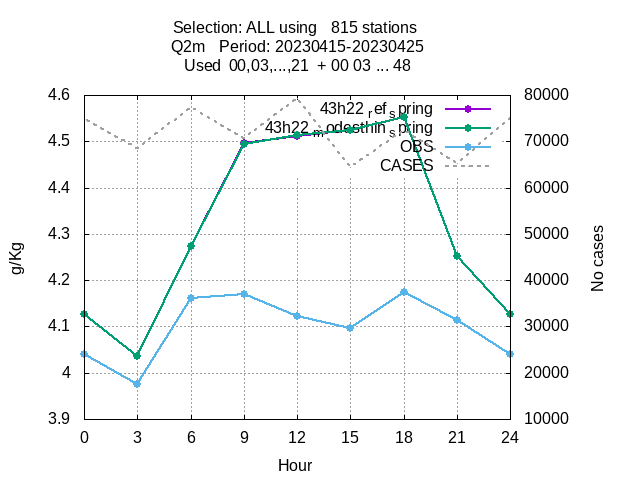 Selection: ALL using   815 stations
Q2m   Period: 20230415-20230425
Used  00,03,...,21  + 00 03 ... 48
4.6
4.5
4.4
4.3
4.2
4.1
4
3.9
80000
70000
60000
50000
40000
30000
20000
10000
0 3 6 9 12 15 18 21 24
g/Kg
No cases
Hour
43h22_ref_spring
43h22_modesthin_spring
OBS
CASES